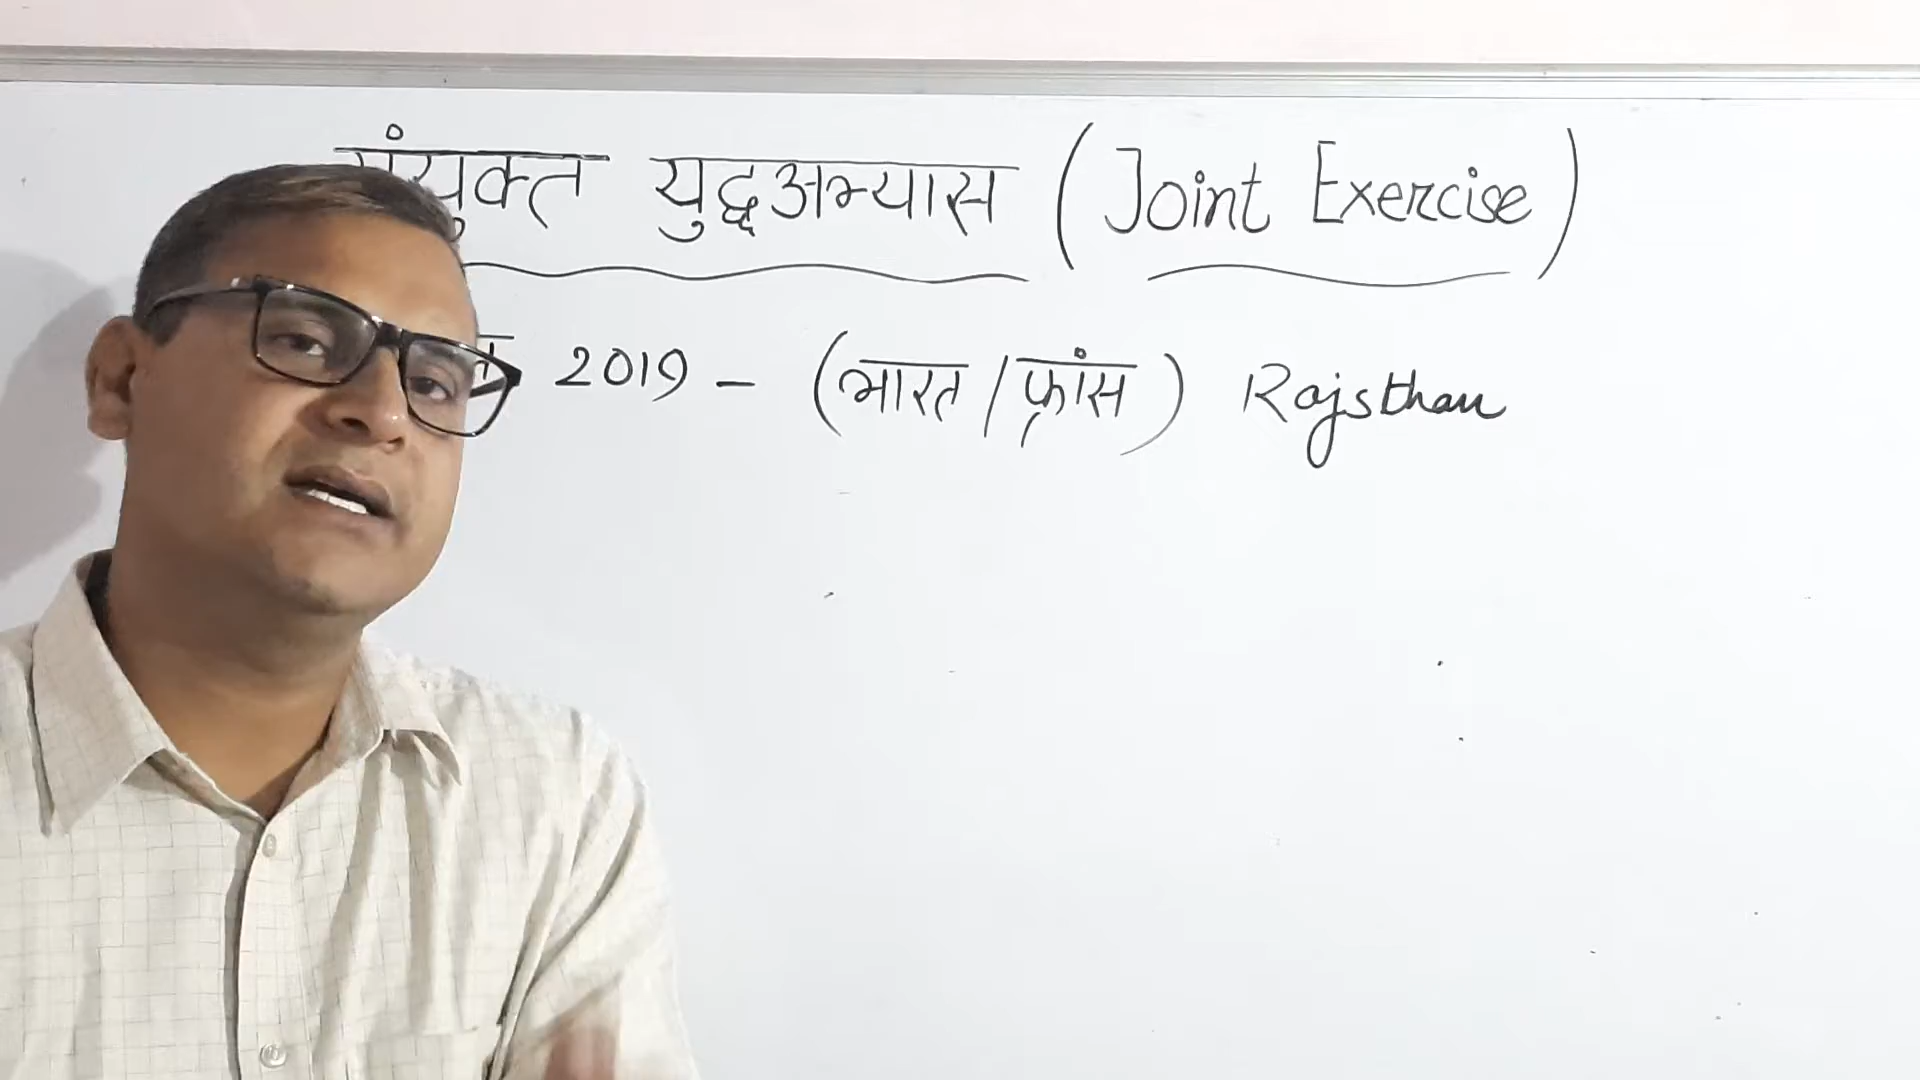 संयुक्त युद्धअभ्यास (Joint Exercise)
2019 - (भारत / फ्रांस) Rajsthan